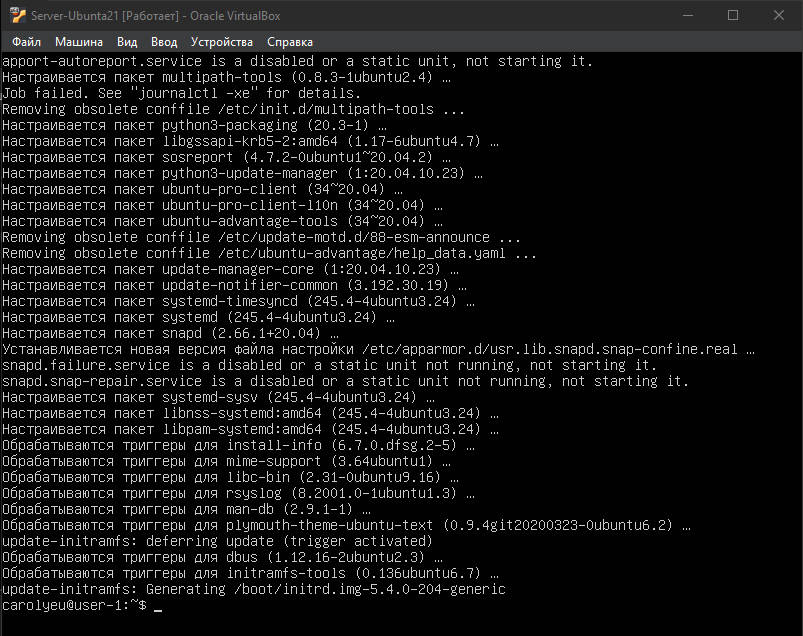 Server-Ubunta21 [Работает] - Oracle VirtualBox
Файл Машина Вид Ввод Устройства Справка
apport-autoreport.service is a disabled or a static unit, not starting it.
Настраивается пакет multipath-tools (0.8.3-1ubuntu2.4) …
Job failed. See "journalctl -xe" for details.
Removing obsolete conffile /etc/init.d/multipath-tools ...
Настраивается пакет python3-packaging (20.3-1) …
Настраивается пакет libgssapi-krb5-2:amd64 (1.17-6ubuntu4.7) …
Настраивается пакет sosreport (4.7.2-0ubuntu1~20.04.2) …
Настраивается пакет python3-update-manager (1:20.04.10.23) …
Настраивается пакет ubuntu-pro-client (34~20.04) …
Настраивается пакет ubuntu-pro-client-l10n (34~20.04) …
Настраивается пакет ubuntu-advantage-tools (34~20.04) …
Removing obsolete conffile /etc/update-motd.d/88-esm-announce ...
Removing obsolete conffile /etc/ubuntu-advantage/help_data.yaml ...
Настраивается пакет update-manager-core (1:20.04.10.23) …
Настраивается пакет update-notifier-common (3.192.30.19) …
Настраивается пакет systemd-timesyncd (245.4-4ubuntu3.24) …
Настраивается пакет systemd (245.4-4ubuntu3.24) …
Настраивается пакет snapd (2.66.1+20.04) …
Устанавливается новая версия файла настройки /etc/apparmor.d/usr.lib.snapd.snap-confine.real …
snapd.failure.service is a disabled or a static unit not running, not starting it.
snapd.snap-repair.service is a disabled or a static unit not running, not starting it.
Настраивается пакет systemd-sysv (245.4-4ubuntu3.24) …
Настраивается пакет libnss-systemd:amd64 (245.4-4ubuntu3.24) …
Настраивается пакет libpam-systemd:amd64 (245.4-4ubuntu3.24) …
Обрабатываются триггеры для install-info (6.7.0.dfsg.2-5) …
Обрабатываются триггеры для mime-support (3.64ubuntu1) …
Обрабатываются триггеры для libc-bin (2.31-0ubuntu9.16) …
Обрабатываются триггеры для rsyslog (8.2001.0-1ubuntu1.3) …
Обрабатываются триггеры для man-db (2.9.1-1) …
Обрабатываются триггеры для plymouth-theme-ubuntu-text (0.9.4git20200323-0ubuntu6.2) …
update-initramfs: deferring update (trigger activated)
Обрабатываются триггеры для dbus (1.12.16-2ubuntu2.3) …
Обрабатываются триггеры для initramfs-tools (0.136ubuntu6.7) …
update-initramfs: Generating /boot/initrd.img-5.4.0-204-generic
carolyeu@user-1:~$ _